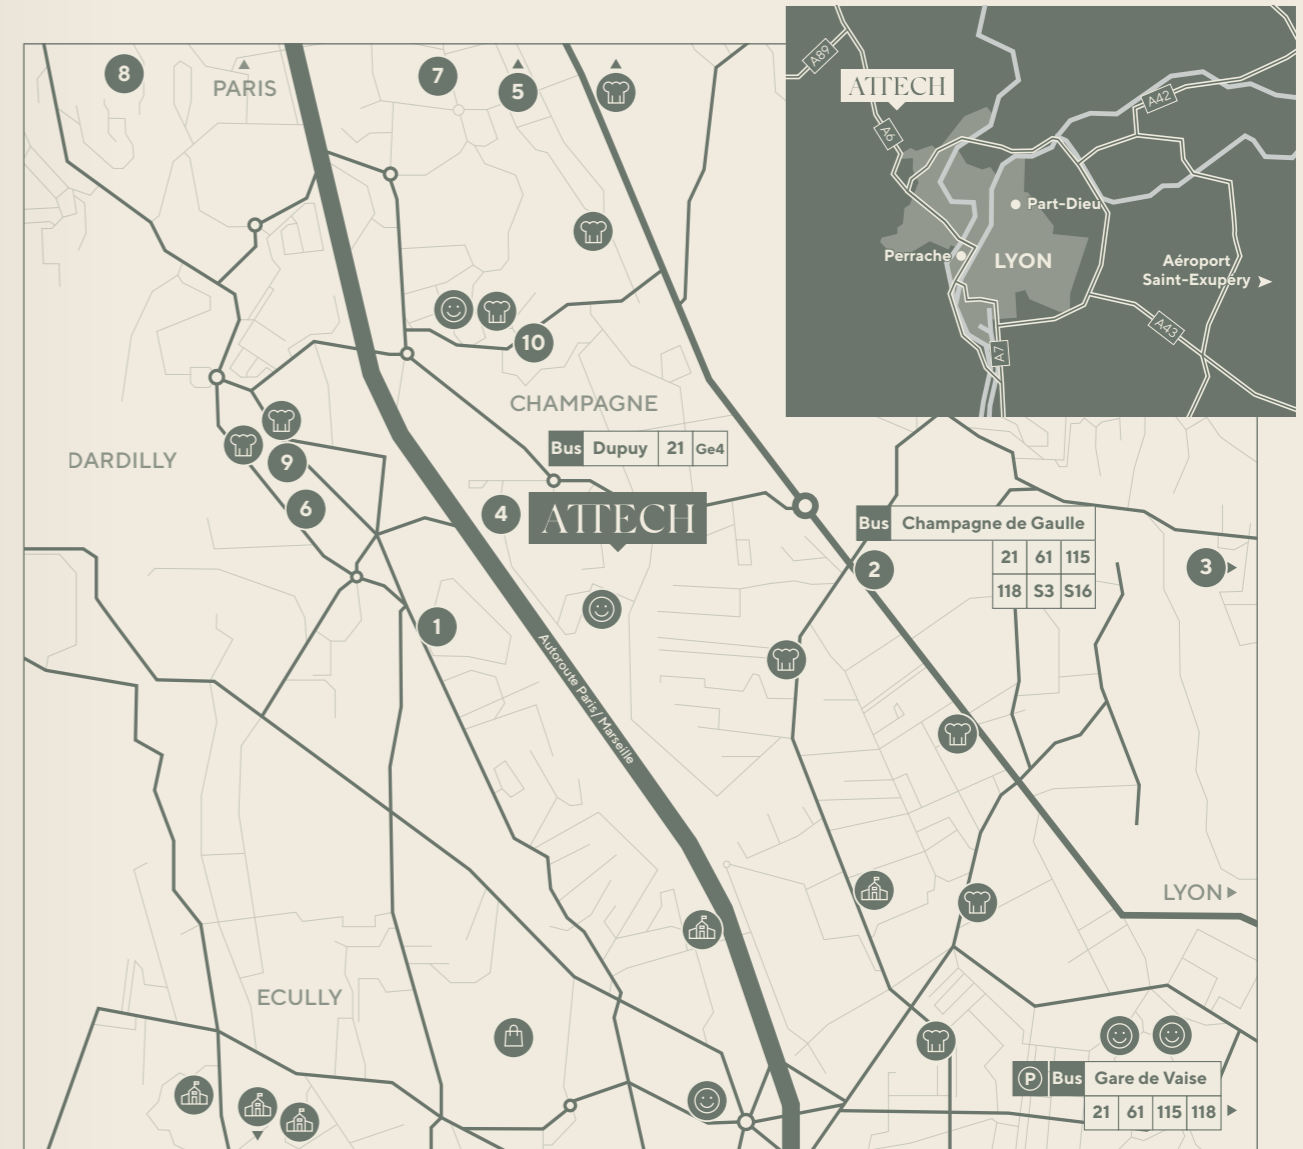 8
PARIS
7
5
A89
ATTECH
A6
A42
Part-Dieu
Perrache
LYON
Aéroport
Saint-Exupéry
A43
A7
10
CHAMPAGNE
Bus Dupuy 21 Ge4
DARDILLY
9
6
4
ATTECH
Bus Champagne de Gaulle
21 61 115
118 S3 S16
2
3
1
Autoroute Paris/Marseille
LYON
ECULLY
P Bus Gare de Vaise
21 61 115 118